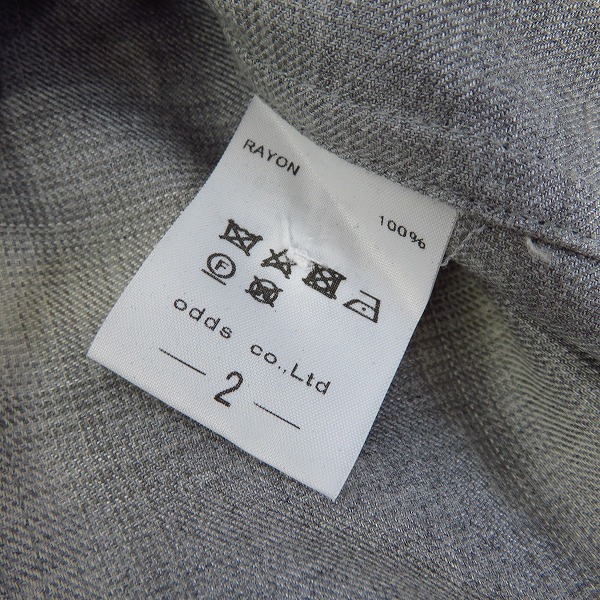 RAYON 100%
F
odds co.,Ltd
— 2 —